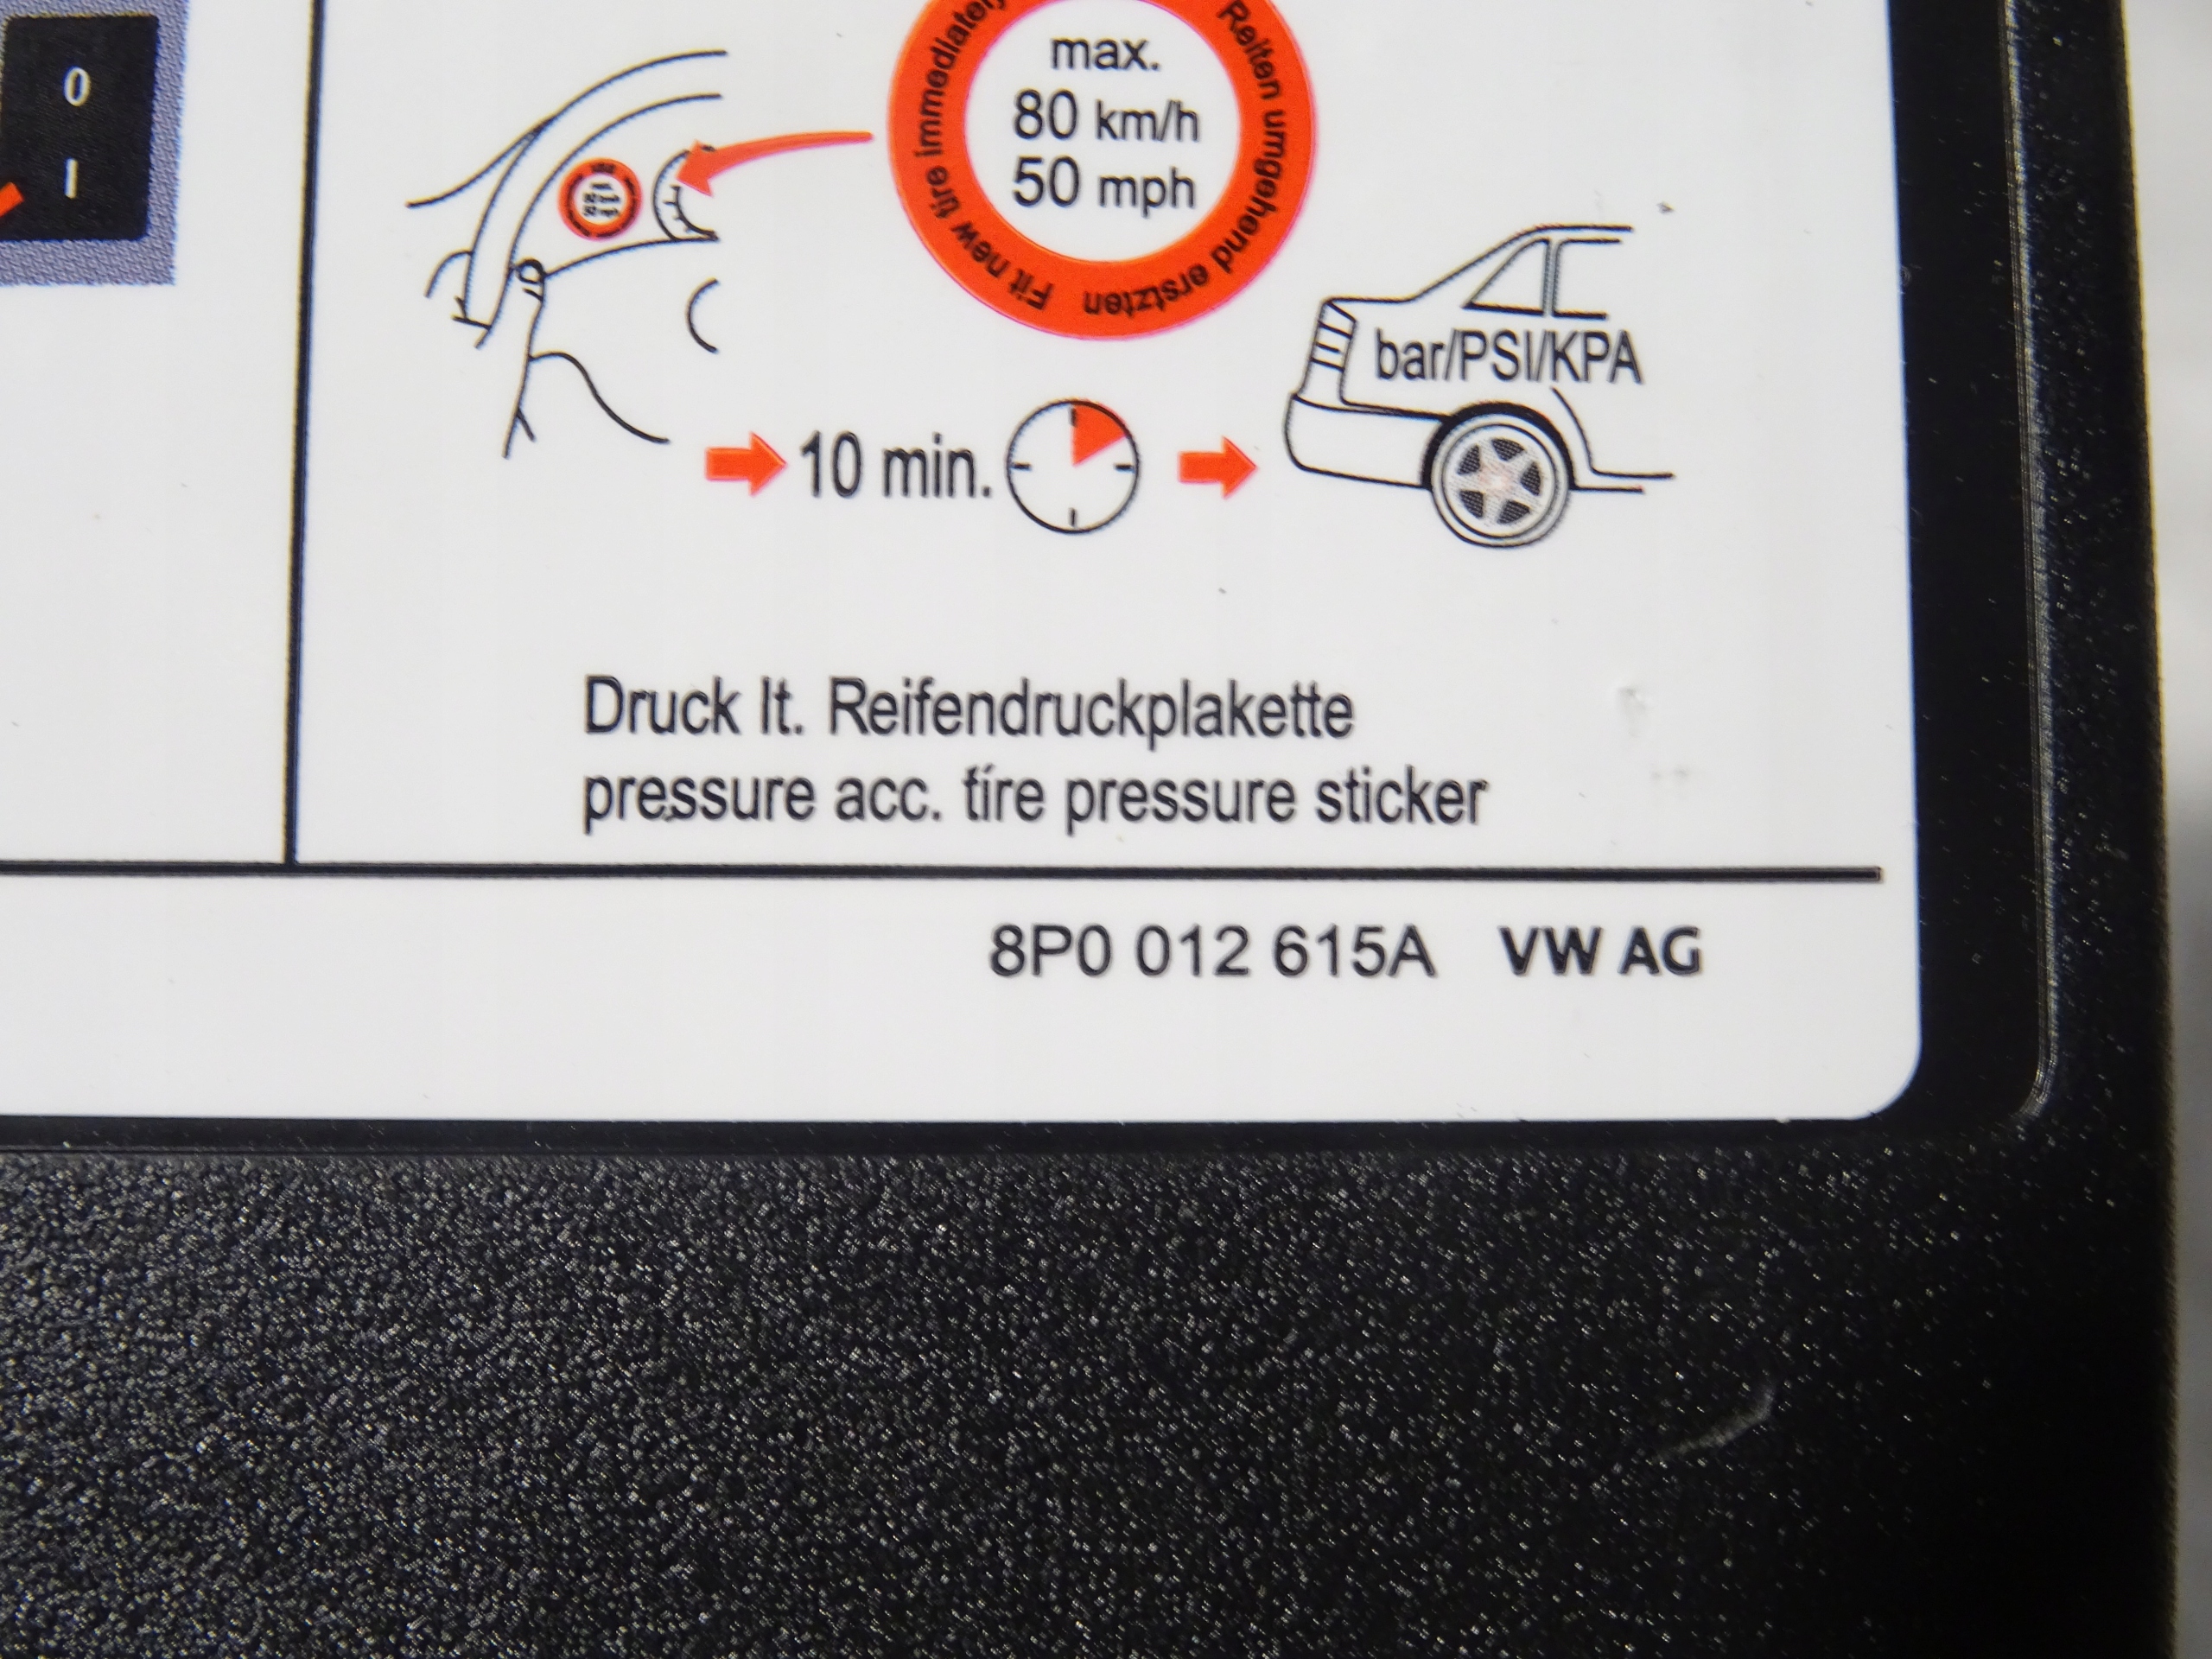 0
I
max.
80 km/h
50 mph
Fit new tire immediately
Reifen umgehend erstzten
bar/PSI/KPA
10 min.
Druck lt. Reifendruckplakette
pressure acc. tíre pressure sticker
8P0 012 615A VW AG